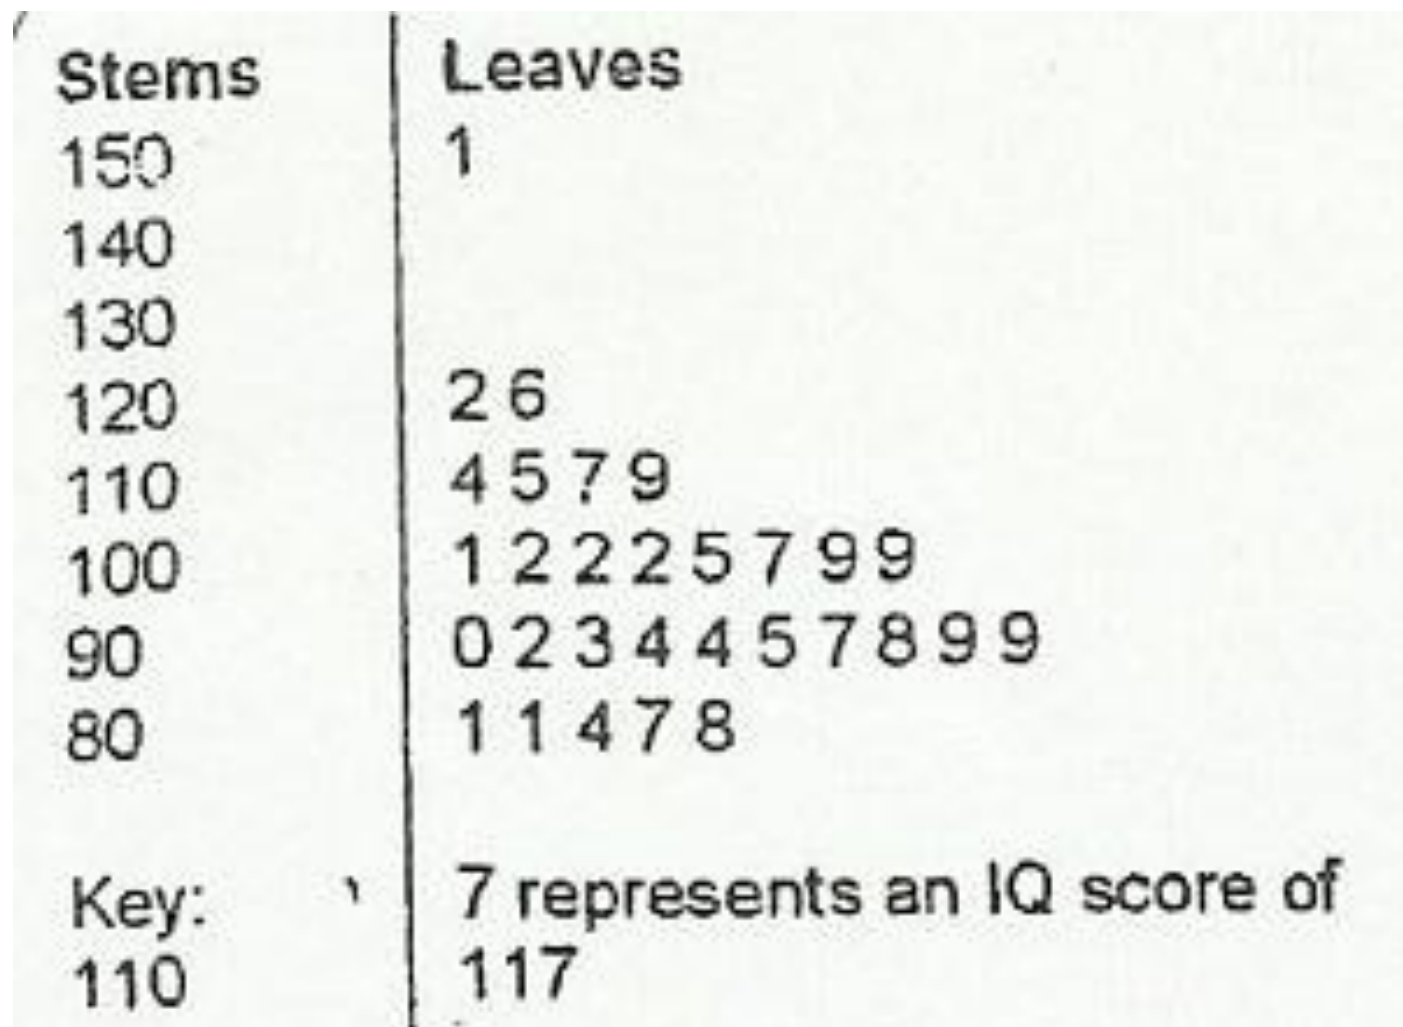 Stems Leaves
150 1
140
130
120 2 6
110 4 5 7 9
100 1 2 2 2 5 7 9 9
90 0 2 3 4 4 5 7 8 9 9
80 1 1 4 7 8
Key: 7 represents an IQ score of
110 117